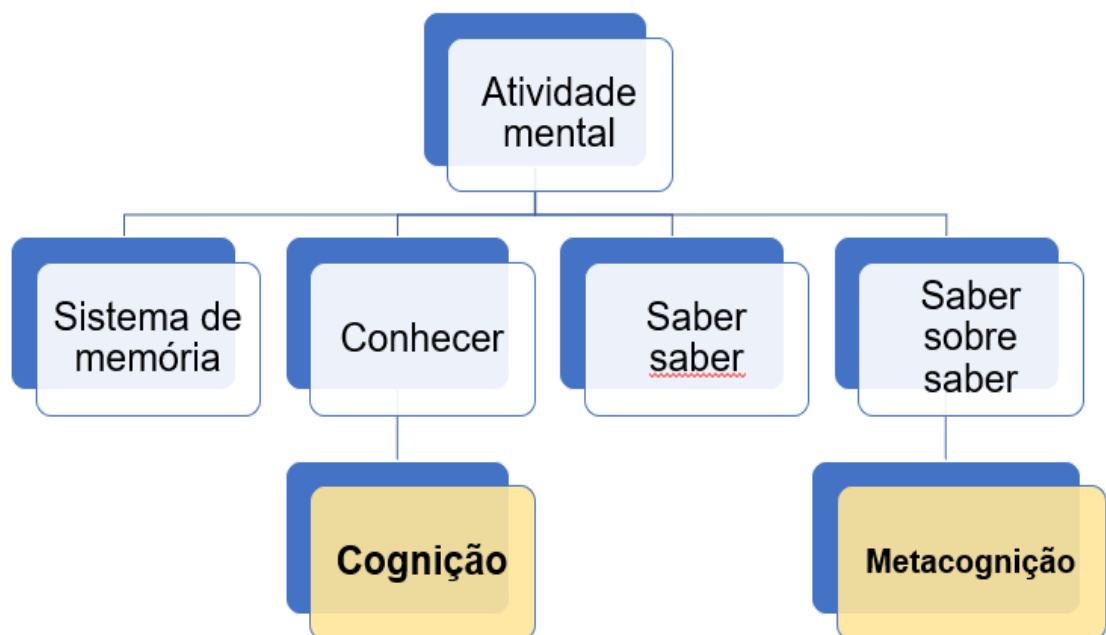 Atividade
mental
Sistema de
memória
Conhecer
Saber
saber
Saber
sobre
saber
Cognição
Metacognição